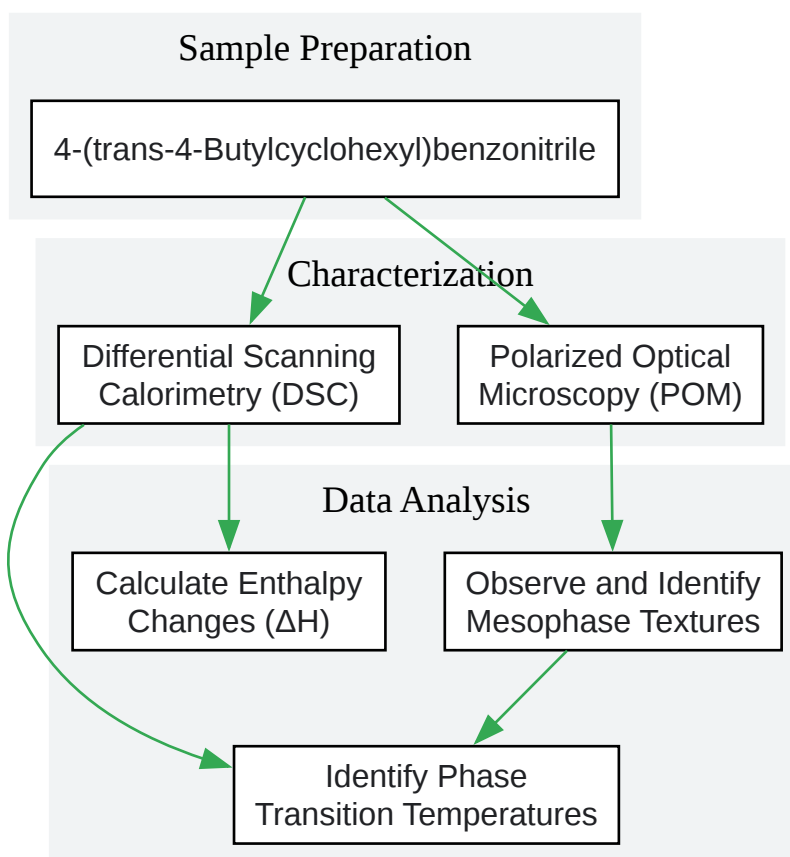 Sample Preparation
4-(trans-4-Butylcyclohexyl)benzonitrile
Characterization
Differential Scanning
Calorimetry (DSC)
Polarized Optical
Microscopy (POM)
Data Analysis
Calculate Enthalpy
Changes (ΔH)
Observe and Identify
Mesophase Textures
Identify Phase
Transition Temperatures